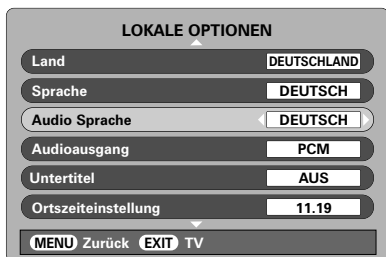 LOKALE OPTIONEN
Land DEUTSCHLAND
Sprache DEUTSCH
Audio Sprache DEUTSCH
Audioausgang PCM
Untertitel AUS
Ortszeiteinstellung 11.19
MENU Zurück EXIT TV